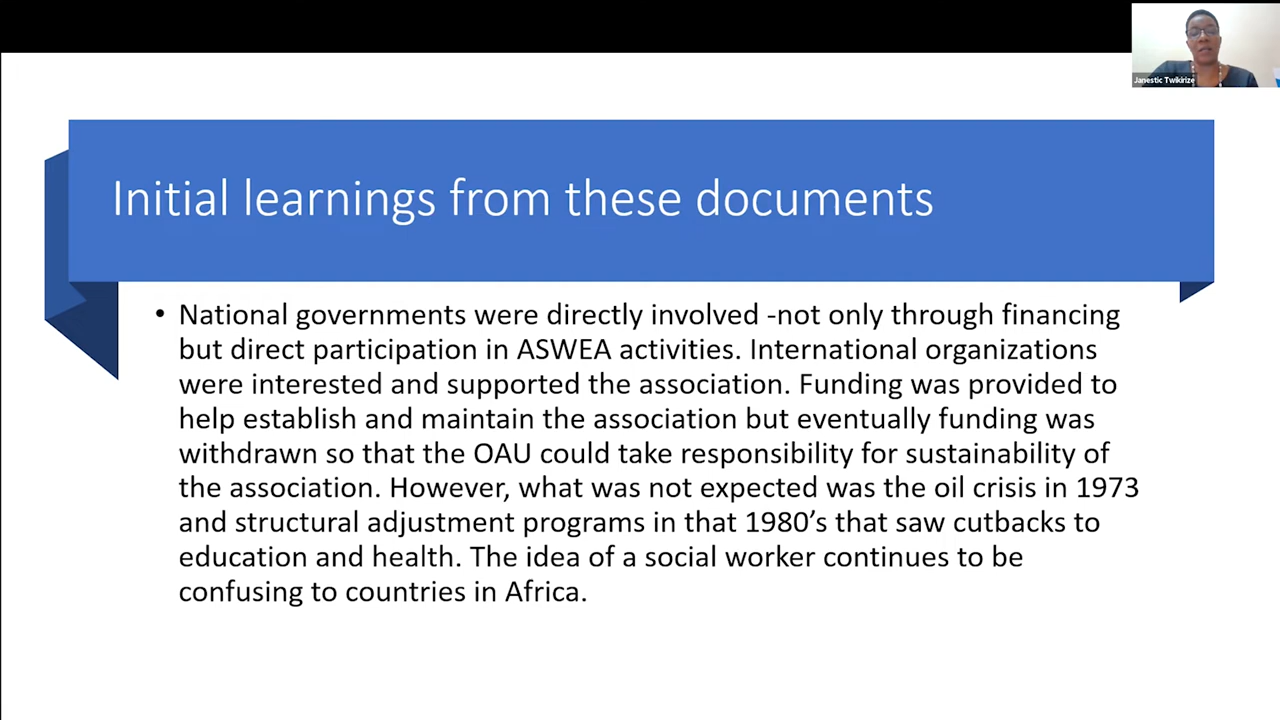 Janestic Twikirize
Initial learnings from these documents
• National governments were directly involved -not only through financing
but direct participation in ASWEA activities. International organizations
were interested and supported the association. Funding was provided to
help establish and maintain the association but eventually funding was
withdrawn so that the OAU could take responsibility for sustainability of
the association. However, what was not expected was the oil crisis in 1973
and structural adjustment programs in that 1980’s that saw cutbacks to
education and health. The idea of a social worker continues to be
confusing to countries in Africa.